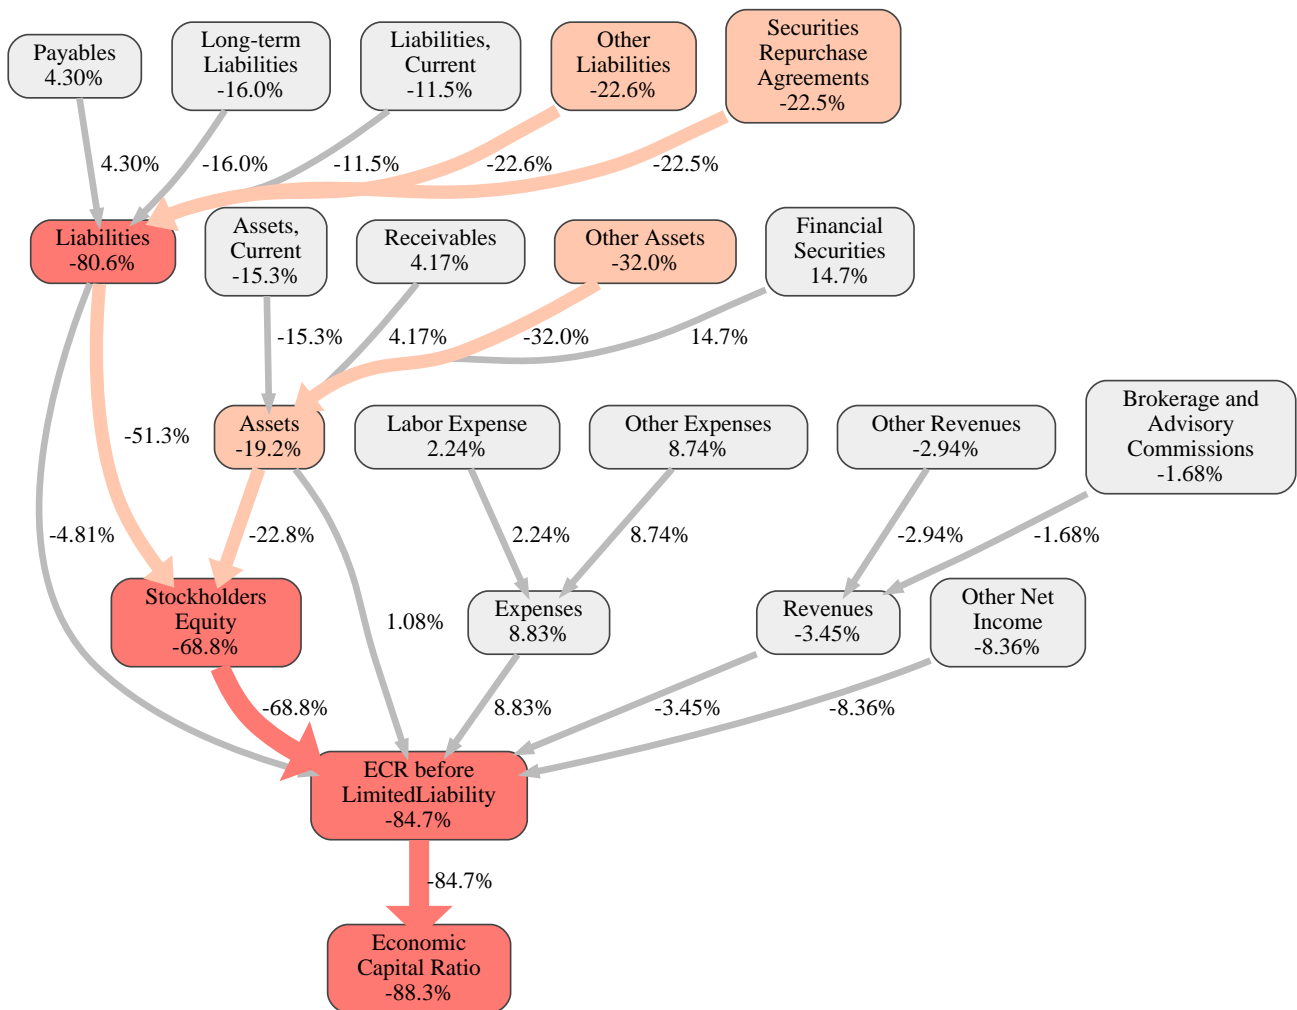 Payables
4.30%
Long-term
Liabilities
-16.0%
Liabilities,
Current
-11.5%
Other
Liabilities
-22.6%
Securities
Repurchase
Agreements
-22.5%
4.30%
-16.0%
-11.5%
-22.6%
-22.5%
Liabilities
-80.6%
Assets,
Current
-15.3%
Receivables
4.17%
Other Assets
-32.0%
Financial
Securities
14.7%
-15.3%
4.17%
-32.0%
14.7%
-51.3%
Assets
-19.2%
Labor Expense
2.24%
Other Expenses
8.74%
Other Revenues
-2.94%
Brokerage and
Advisory
Commissions
-1.68%
-4.81%
-22.8%
2.24%
8.74%
-2.94%
-1.68%
Stockholders
Equity
-68.8%
1.08%
Expenses
8.83%
Revenues
-3.45%
Other Net
Income
-8.36%
-68.8%
8.83%
-3.45%
-8.36%
ECR before
LimitedLiability
-84.7%
-84.7%
Economic
Capital Ratio
-88.3%